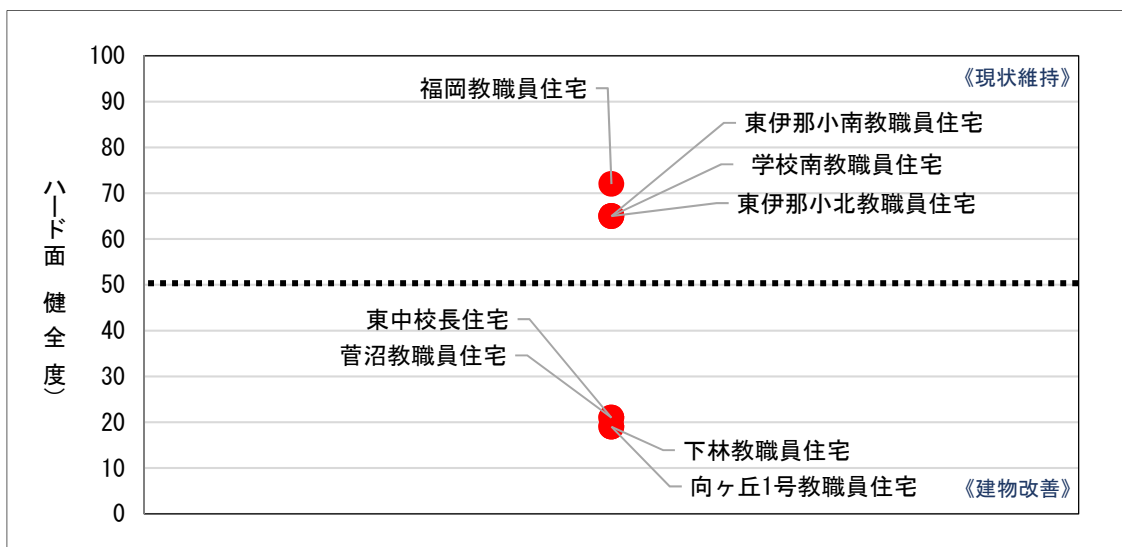 100
90
80
70
60
50
40
30
20
10
0
ハード面 健全度)
《現状維持》
福岡教職員住宅
東伊那小南教職員住宅
学校南教職員住宅
東伊那小北教職員住宅
東中校長住宅
菅沼教職員住宅
下林教職員住宅
向ヶ丘1号教職員住宅
《建物改善》